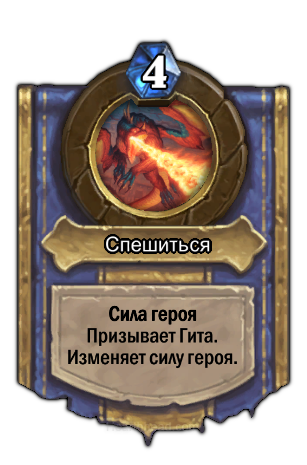 4
Спешиться
Сила героя
Призывает Гита.
Изменяет силу героя.